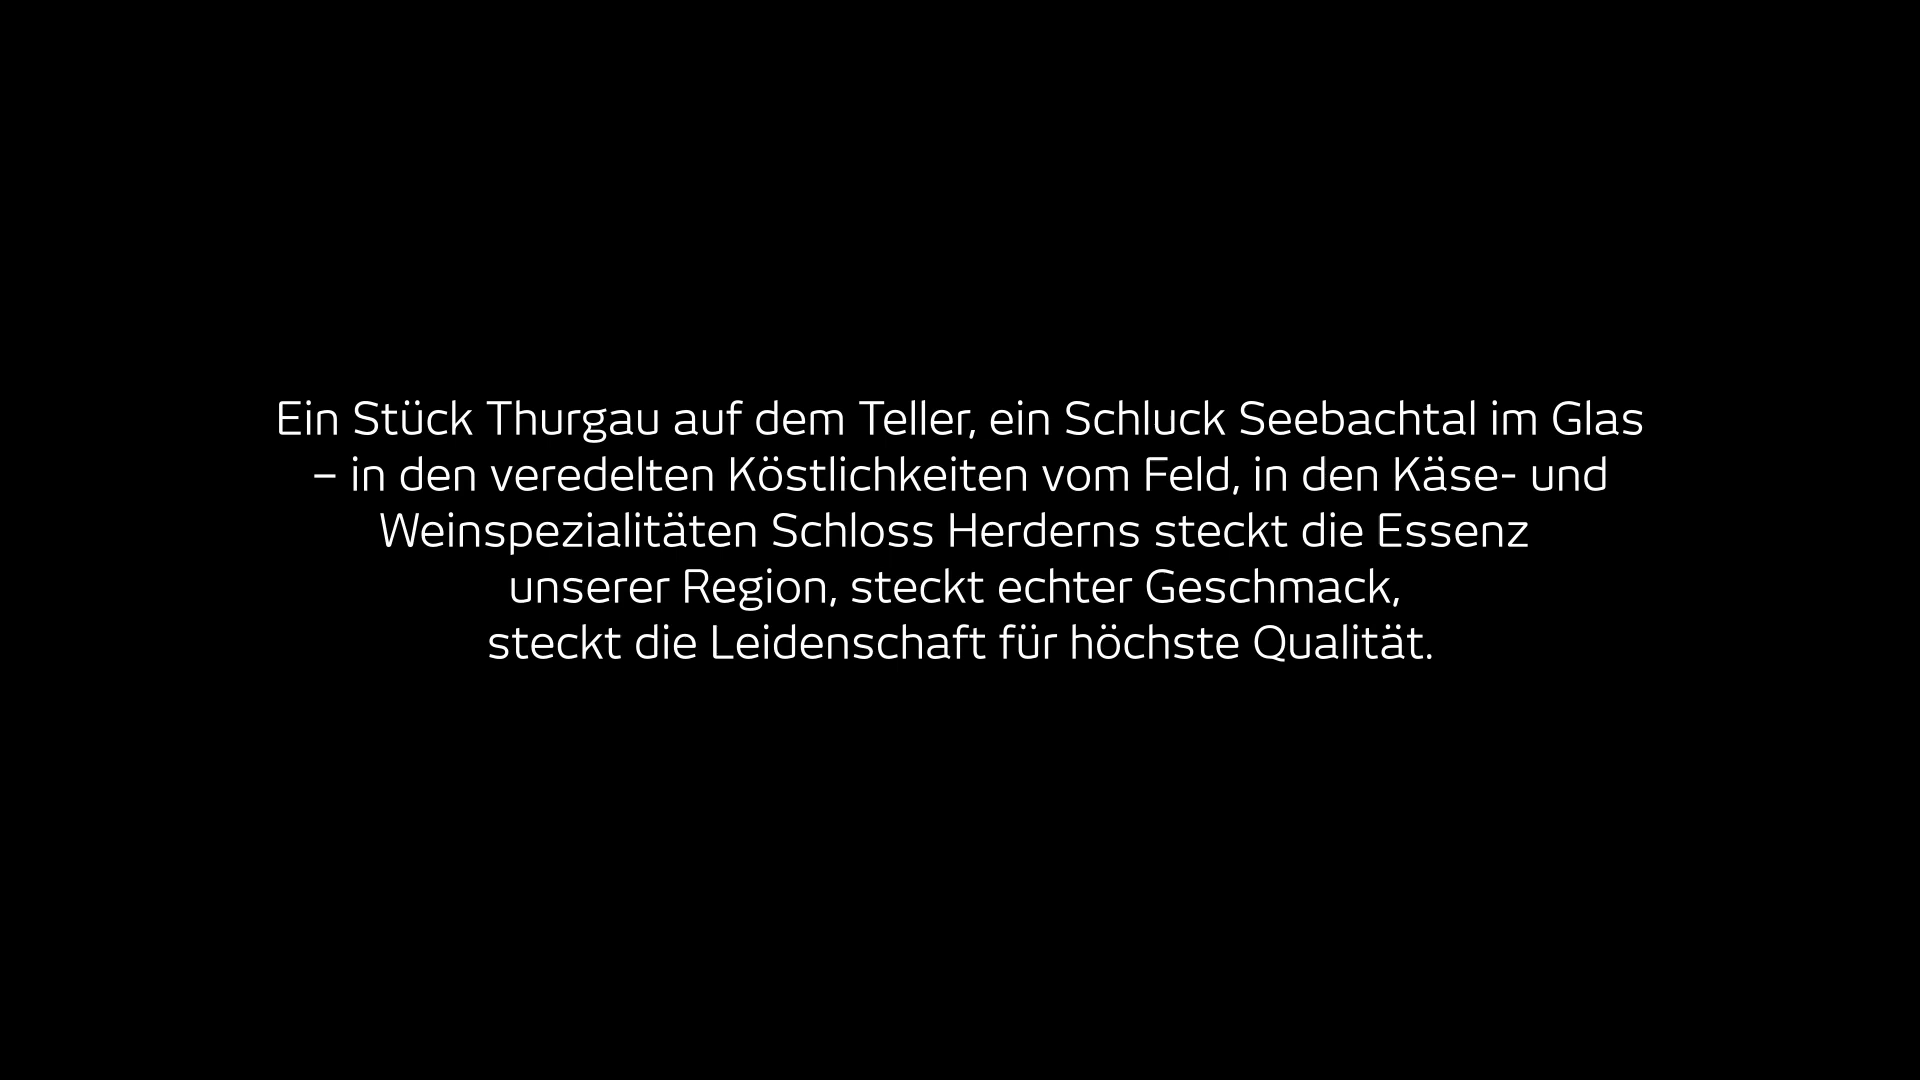 Ein Stück Thurgau auf dem Teller, ein Schluck Seebachtal im Glas
– in den veredelten Köstlichkeiten vom Feld, in den Käse- und
Weinspezialitäten Schloss Herderns steckt die Essenz
unserer Region, steckt echter Geschmack,
steckt die Leidenschaft für höchste Qualität.